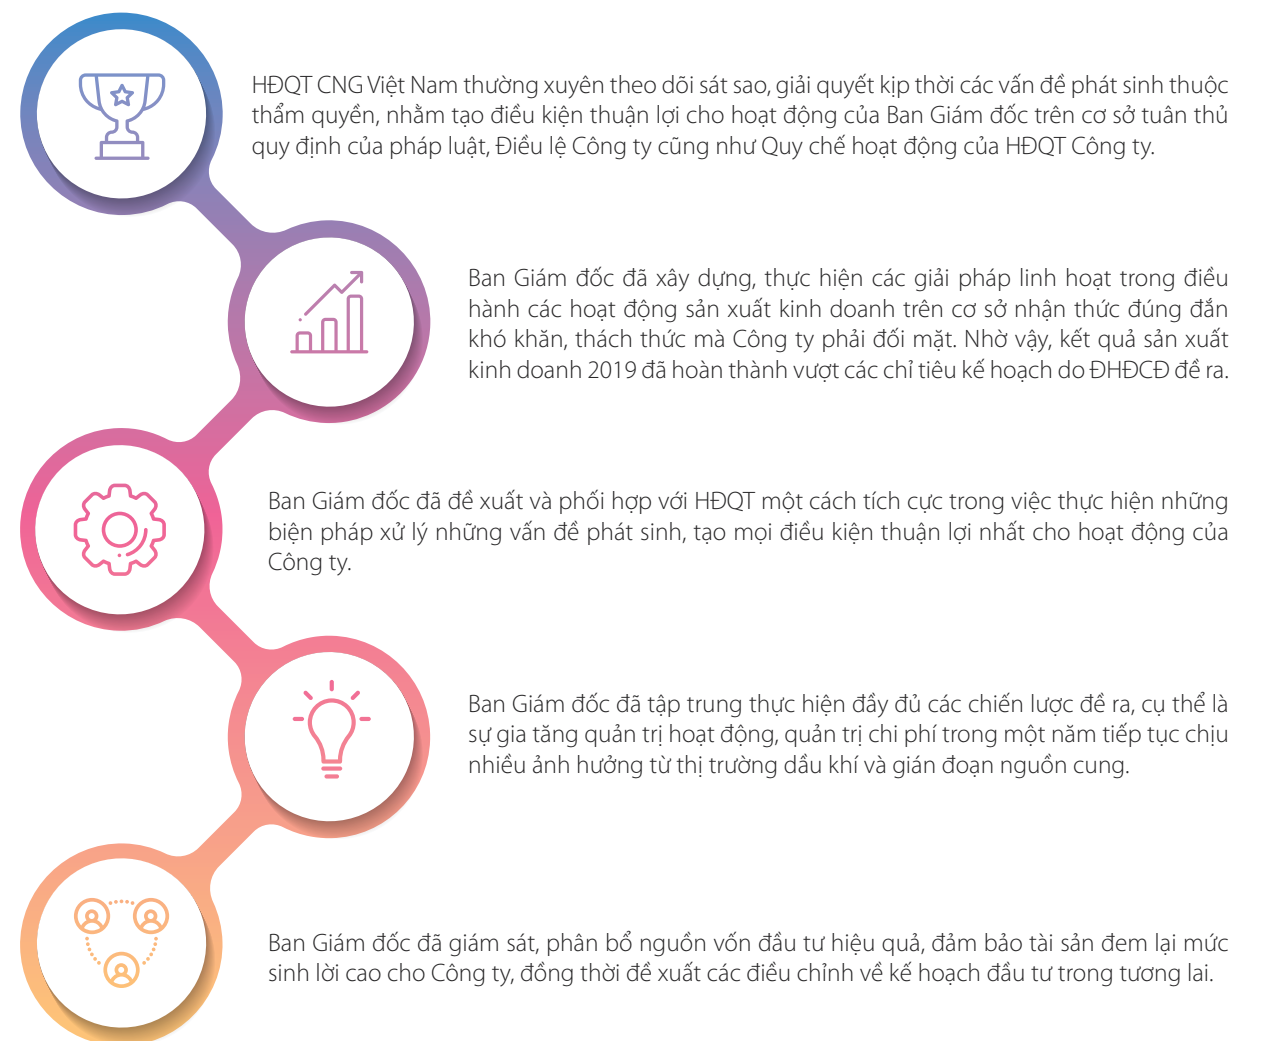 HĐQT CNG Việt Nam thường xuyên theo dõi sát sao, giải quyết kịp thời các vấn đề phát sinh thuộc
thẩm quyền, nhằm tạo điều kiện thuận lợi cho hoạt động của Ban Giám đốc trên cơ sở tuân thủ
quy định của pháp luật, Điều lệ Công ty cũng như Quy chế hoạt động của HĐQT Công ty.
Ban Giám đốc đã xây dựng, thực hiện các giải pháp linh hoạt trong điều
hành các hoạt động sản xuất kinh doanh trên cơ sở nhận thức đúng đắn
khó khăn, thách thức mà Công ty phải đối mặt. Nhờ vậy, kết quả sản xuất
kinh doanh 2019 đã hoàn thành vượt các chỉ tiêu kế hoạch do ĐHĐCĐ đề ra.
Ban Giám đốc đã đề xuất và phối hợp với HĐQT một cách tích cực trong việc thực hiện những
biện pháp xử lý những vấn đề phát sinh, tạo mọi điều kiện thuận lợi nhất cho hoạt động của
Công ty.
Ban Giám đốc đã tập trung thực hiện đầy đủ các chiến lược đề ra, cụ thể là
sự gia tăng quản trị hoạt động, quản trị chi phí trong một năm tiếp tục chịu
nhiều ảnh hưởng từ thị trường dầu khí và gián đoạn nguồn cung.
Ban Giám đốc đã giám sát, phân bổ nguồn vốn đầu tư hiệu quả, đảm bảo tài sản đem lại mức
sinh lời cao cho Công ty, đồng thời đề xuất các điều chỉnh về kế hoạch đầu tư trong tương lai.